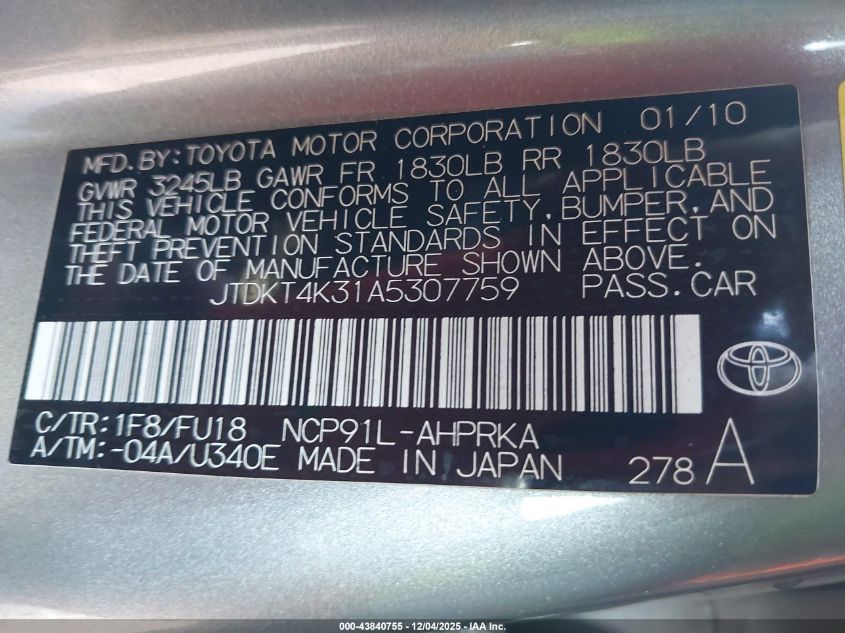 MFD.BY:TOYOTA MOTOR CORPORATION 01/10
GVWR 3245LB GAWR FR 1830LB RR 1830LB
THIS VEHICLE CONFORMS TO ALL APPLICABLE
FEDERAL MOTOR VEHICLE SAFETY,BUMPER,AND
THEFT PREVENTION STANDARDS IN EFFECT ON
THE DATE OF MANUFACTURE SHOWN ABOVE.
JTDKT4K31A5307759 PASS.CAR
C/TR:1F8/FU18 NCP91L-AHPRKA
A/TM:-04A/U340E MADE IN JAPAN 278 A
000-43840755 - 12/04/2025 - IAA Inc.